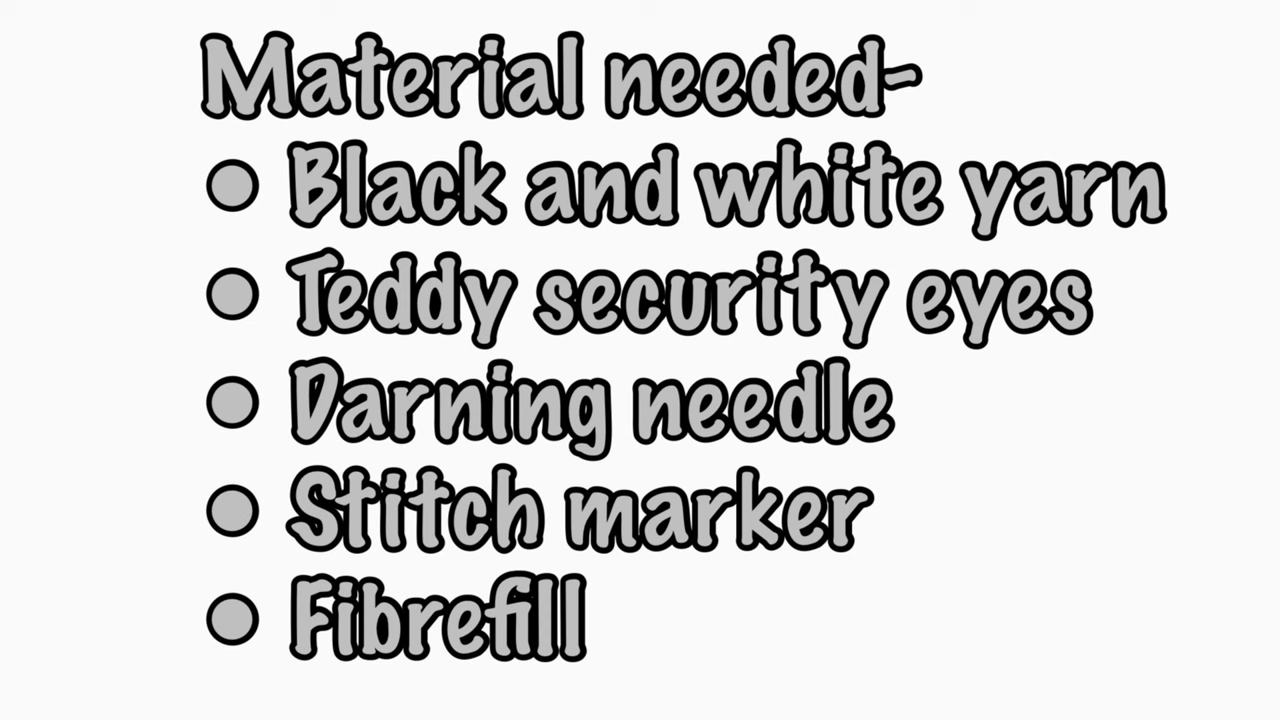 Material needed-
• Black and white yarn
• Teddy security eyes
• Darning needle
• Stitch marker
• Fibrefill